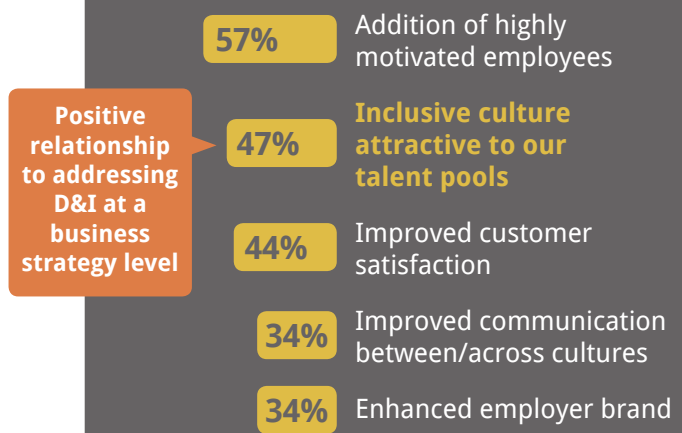 57%
Addition of highly
motivated employees
Positive
relationship
to addressing
D&I at a
business
strategy level
47%
Inclusive culture
attractive to our
talent pools
44%
Improved customer
satisfaction
34%
Improved communication
between/across cultures
34%
Enhanced employer brand